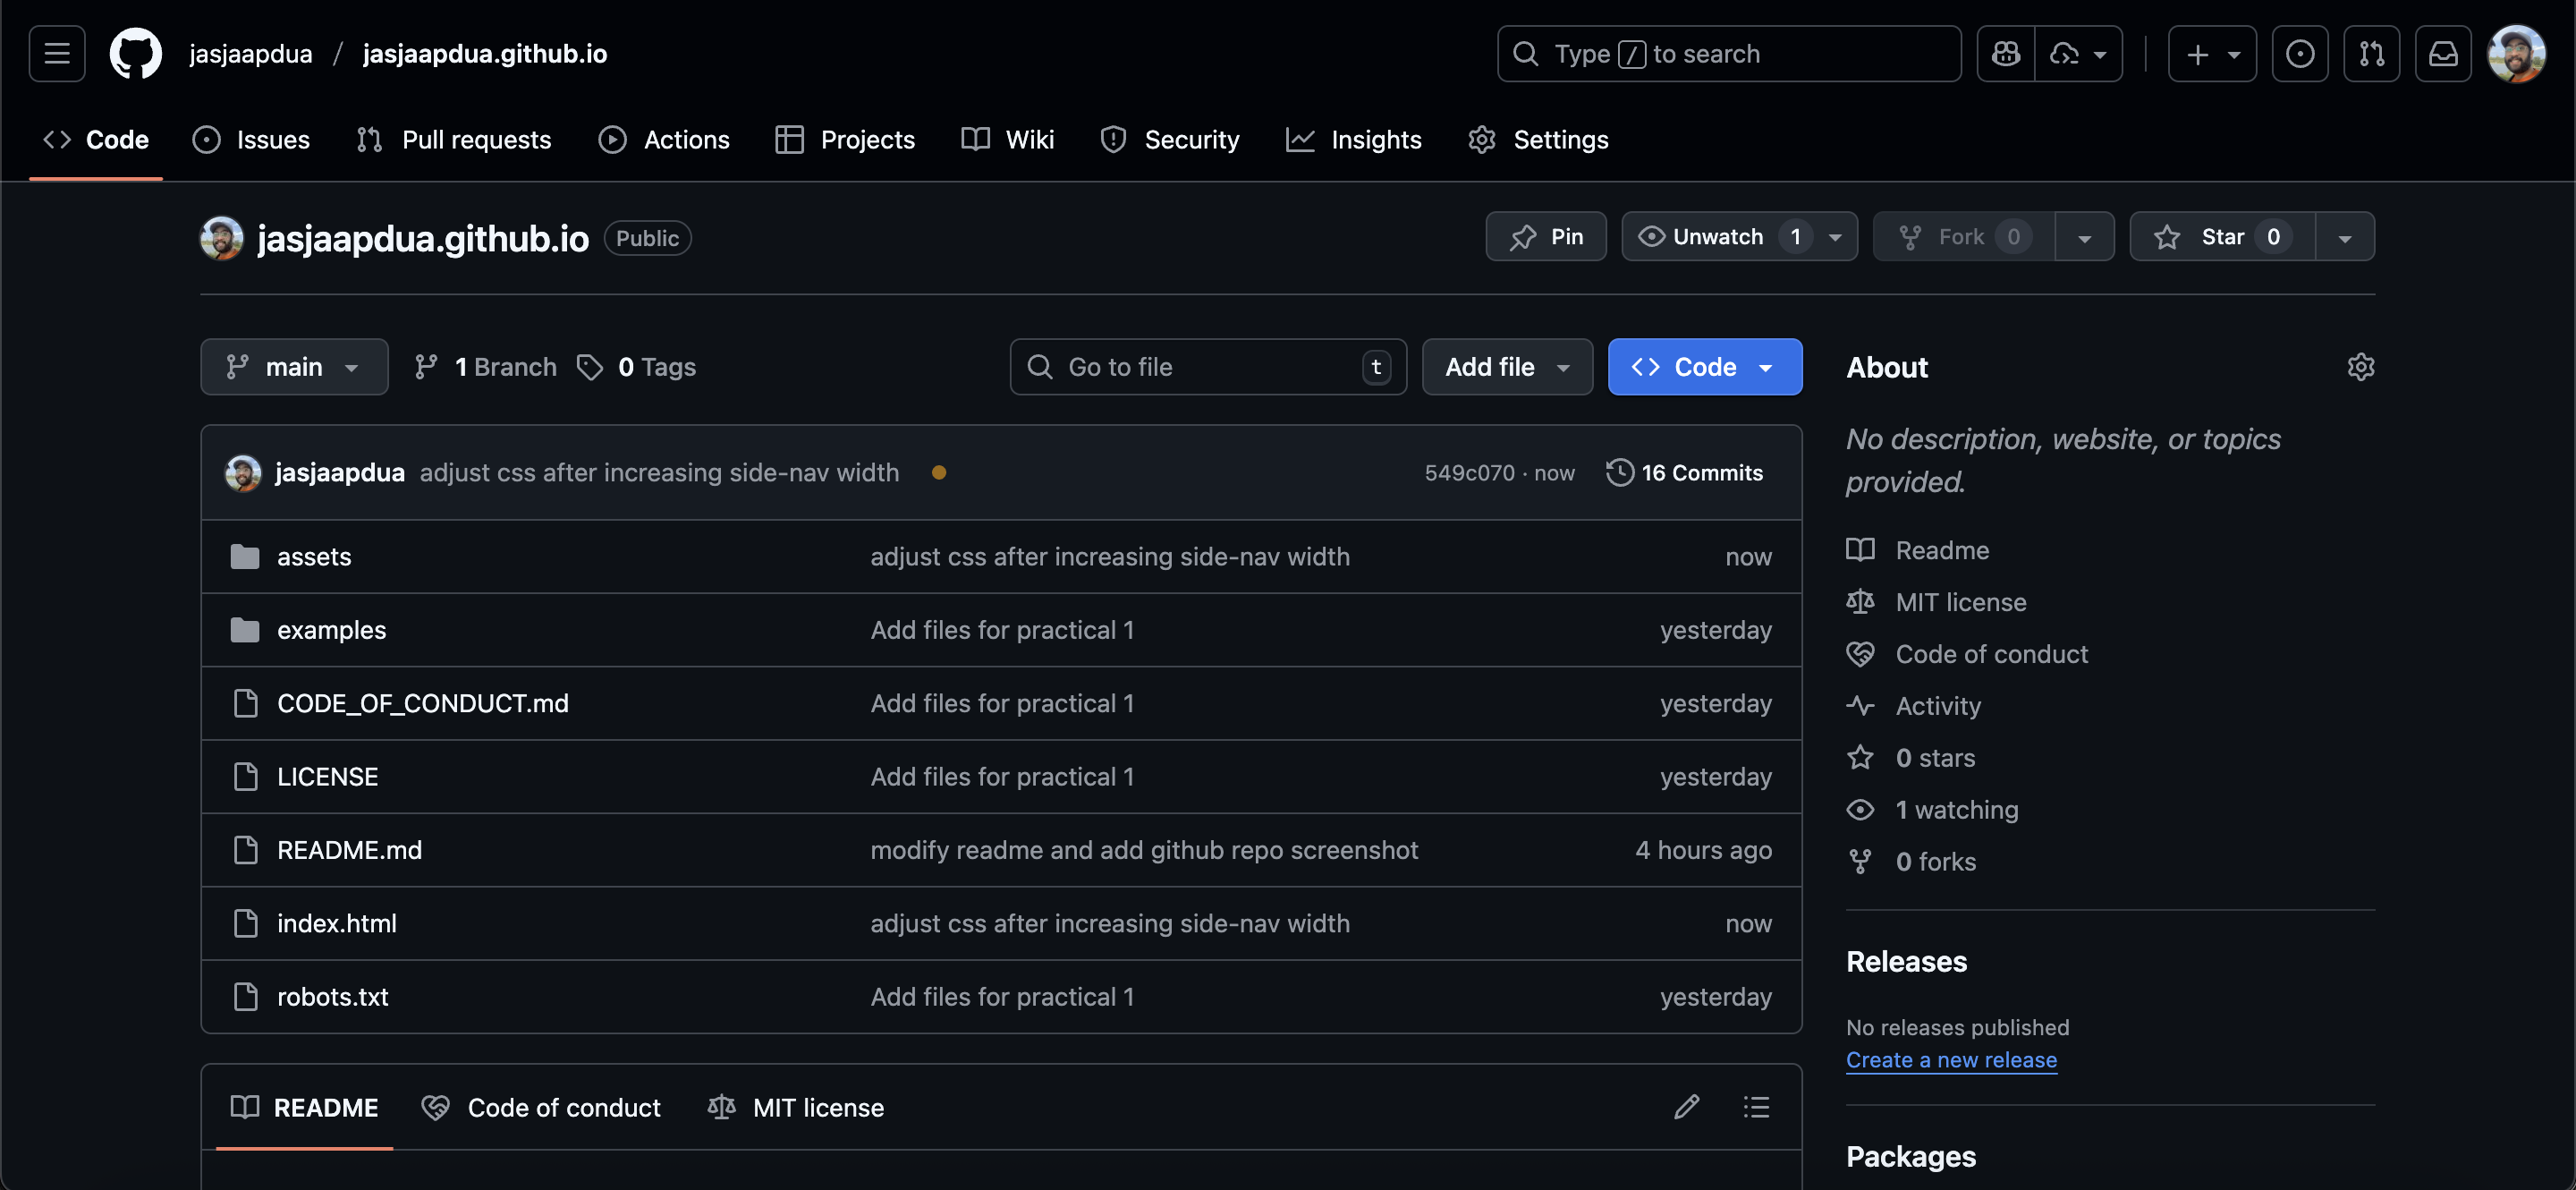 jasjaapdua / jasjaapdua.github.io
Type / to search
Code Issues Pull requests Actions Projects Wiki Security Insights Settings
jasjaapdua.github.io Public
Pin Unwatch 1 Fork 0 Star 0
main 1 Branch 0 Tags Go to file t Add file Code
jasjaapdua adjust css after increasing side-nav width 549c070 · now 16 Commits
assets adjust css after increasing side-nav width now
examples Add files for practical 1 yesterday
CODE_OF_CONDUCT.md Add files for practical 1 yesterday
LICENSE Add files for practical 1 yesterday
README.md modify readme and add github repo screenshot 4 hours ago
index.html adjust css after increasing side-nav width now
robots.txt Add files for practical 1 yesterday
README Code of conduct MIT license
About
No description, website, or topics
provided.
Readme
MIT license
Code of conduct
Activity
0 stars
1 watching
0 forks
Releases
No releases published
Create a new release
Packages